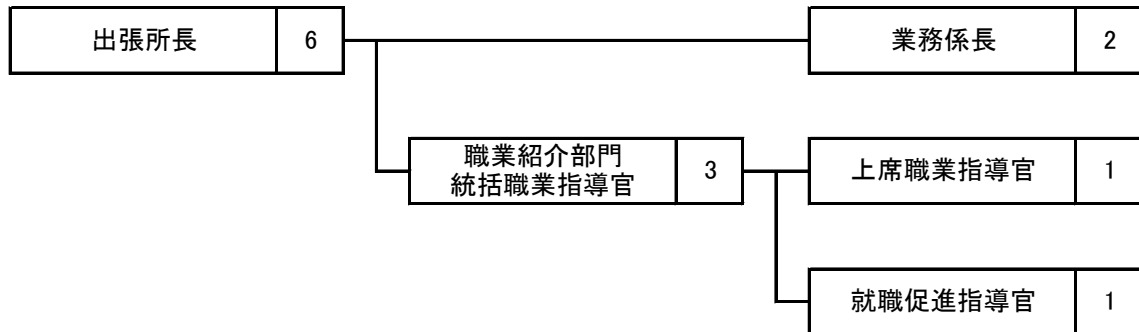 出張所長 6
業務係長 2
職業紹介部門
統括職業指導官 3
上席職業指導官 1
就職促進指導官 1